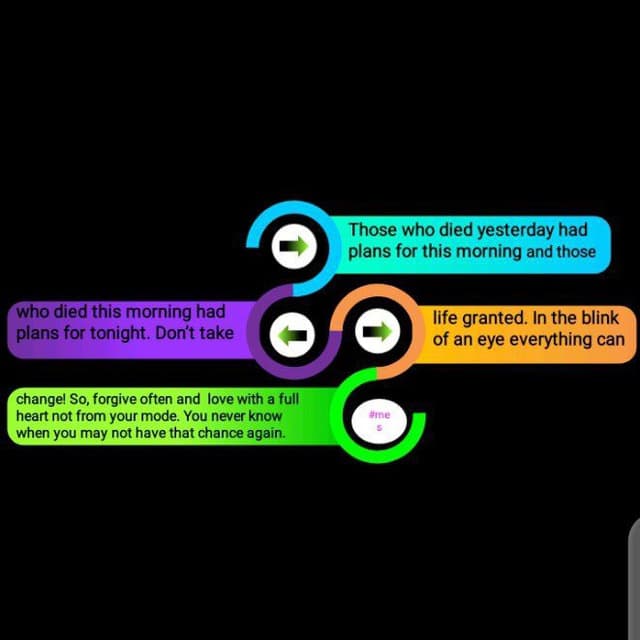 Those who died yesterday had
plans for this morning and those
who died this morning had
plans for tonight. Don't take
life granted. In the blink
of an eye everything can
change! So, forgive often and  love with a full
heart not from your mode. You never know
when you may not have that chance again.
#me
s